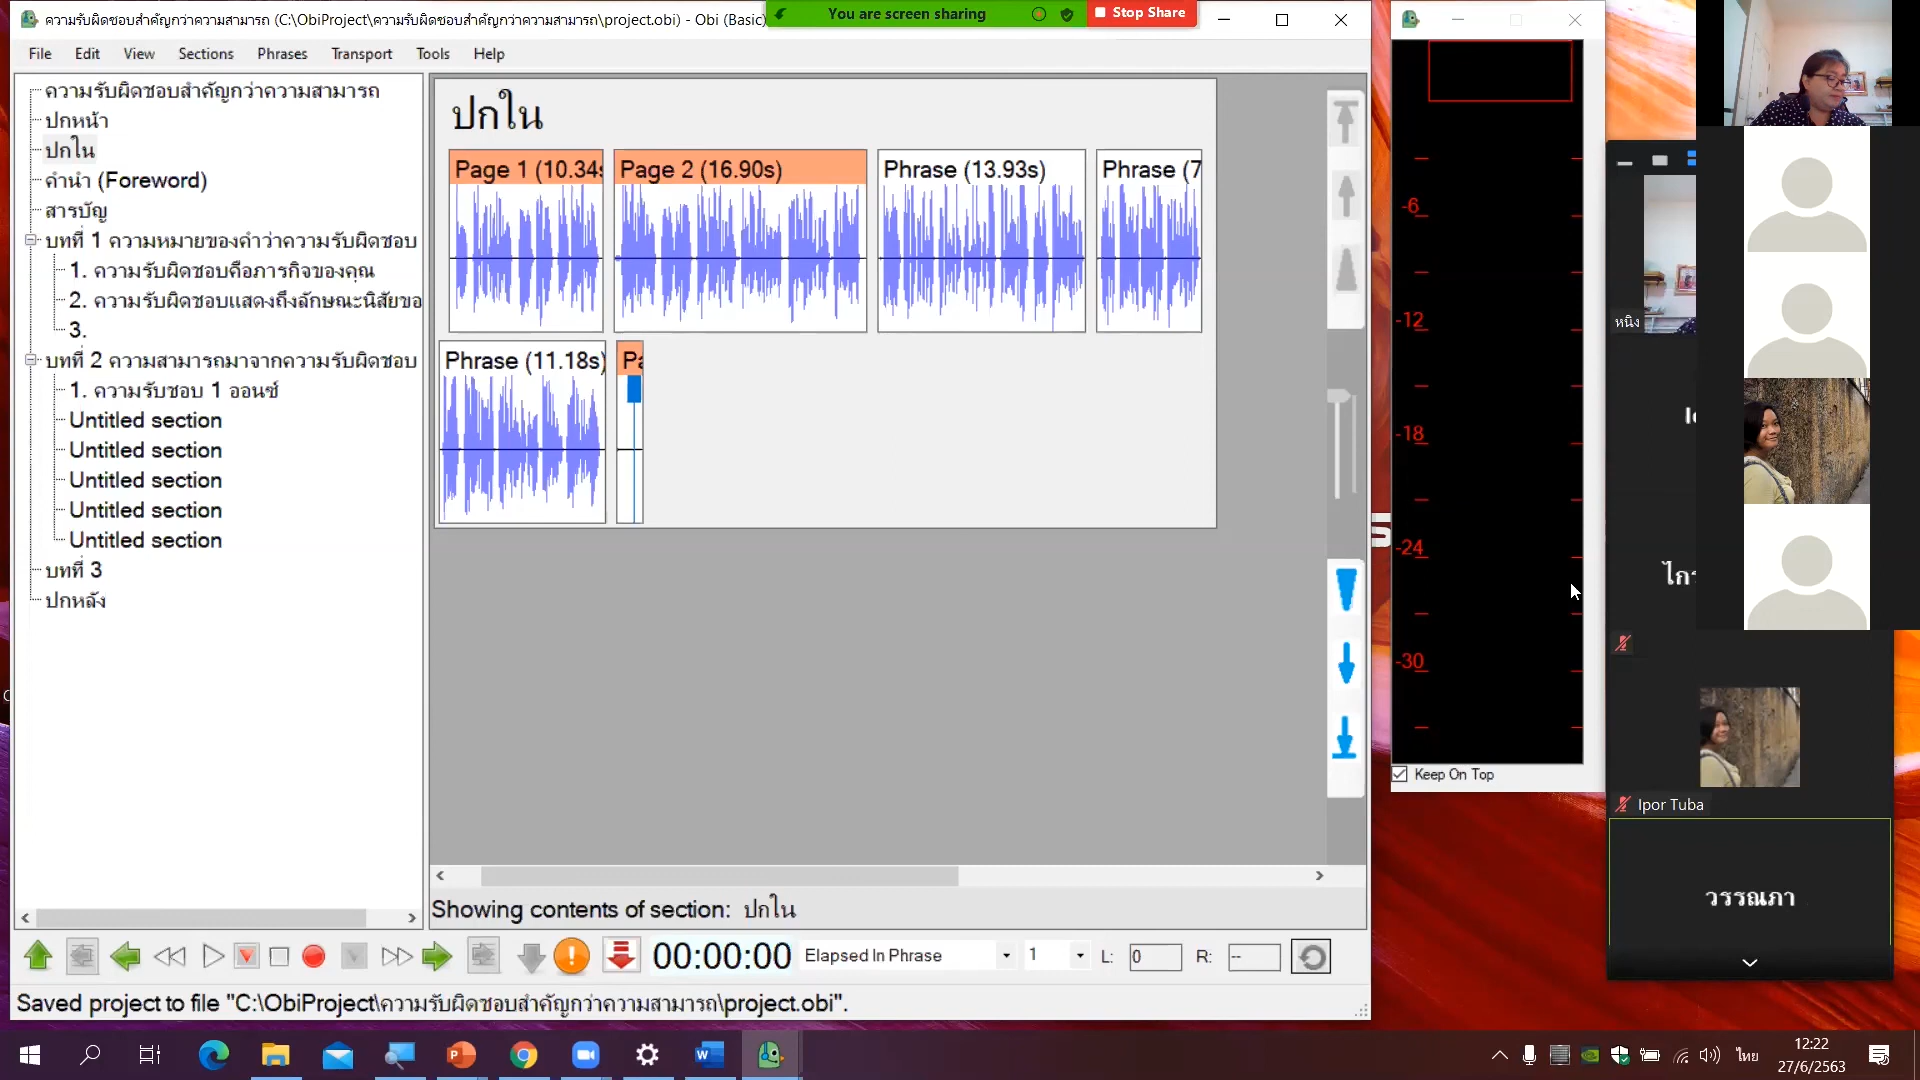 ความรับผิดชอบสำคัญกว่าความสามารถ (C:\ObiProject\ความรับผิดชอบสำคัญกว่าความสามารถ\project.obi) - Obi (Basic)
You are screen sharing
Stop Share
File Edit View Sections Phrases Transport Tools Help
ความรับผิดชอบสำคัญกว่าความสามารถ
ปกหน้า
ปกใน
คำนำ (Foreword)
สารบัญ
บทที่ 1 ความหมายของคำว่าความรับผิดชอบ
1. ความรับผิดชอบคือภารกิจของคุณ
2. ความรับผิดชอบแสดงถึงลักษณะนิสัยขอ
3.
บทที่ 2 ความสามารถมาจากความรับผิดชอบ
1. ความรับชอบ 1 ออนซ์
Untitled section
Untitled section
Untitled section
Untitled section
Untitled section
บทที่ 3
ปกหลัง
ปกใน
Page 1 (10.34s
Page 2 (16.90s)
Phrase (13.93s)
Phrase (7
Phrase (11.18s)
Pa
Showing contents of section: ปกใน
00:00:00
Elapsed In Phrase
1
L: 0
R: --
Saved project to file "C:\ObiProject\ความรับผิดชอบสำคัญกว่าความสามารถ\project.obi".
-6
-12
-18
-24
-30
Keep On Top
หนิง
ไกร
Ipor Tuba
วรรณภา
ไทย
12:22
27/6/2563